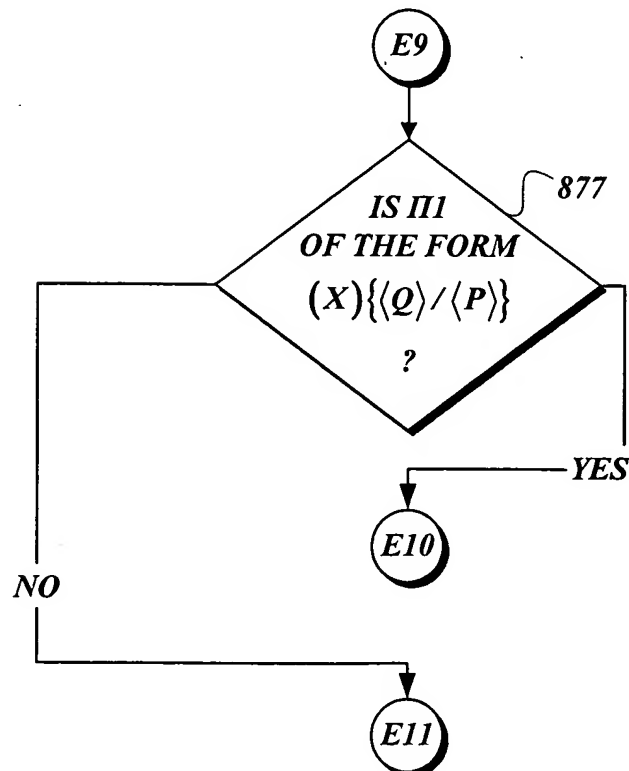 E9
877
IS Π1
OF THE FORM
(X){⟨Q⟩/⟨P⟩}
?
YES
E10
NO
E11